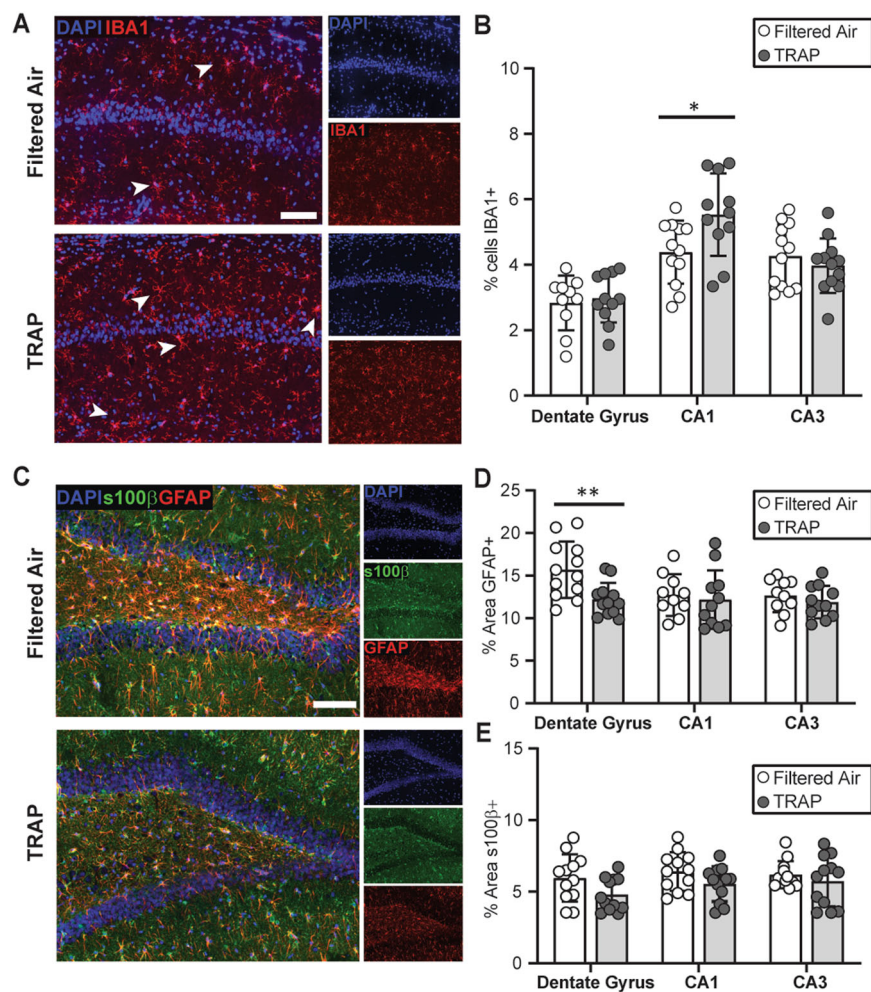 A
DAPI IBA1
DAPI
Filtered Air
IBA1
TRAP
B
Filtered Air
TRAP
*
% cells IBA1+
10
8
6
4
2
0
Dentate Gyrus CA1 CA3
C
DAPI s100β GFAP
DAPI
Filtered Air
s100β
GFAP
TRAP
D
Filtered Air
TRAP
**
% Area GFAP+
25
20
15
10
5
0
Dentate Gyrus CA1 CA3
E
Filtered Air
TRAP
% Area s100β+
15
10
5
0
Dentate Gyrus CA1 CA3